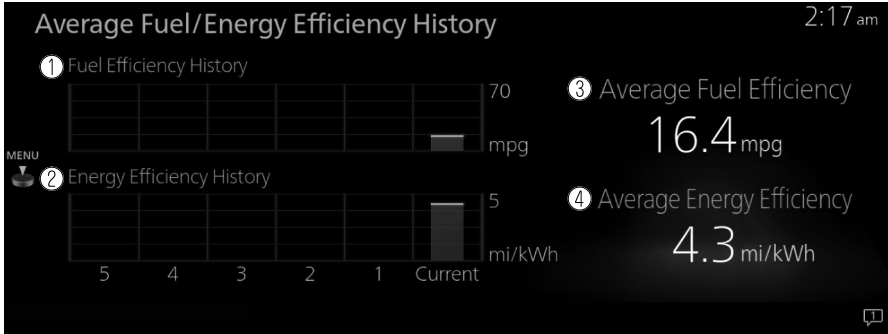 Average Fuel/Energy Efficiency History
2:17 am
1 Fuel Efficiency History
70
mpg
3 Average Fuel Efficiency
16.4 mpg
MENU
2 Energy Efficiency History
5
mi/kWh
4 Average Energy Efficiency
4.3 mi/kWh
5 4 3 2 1 Current
1